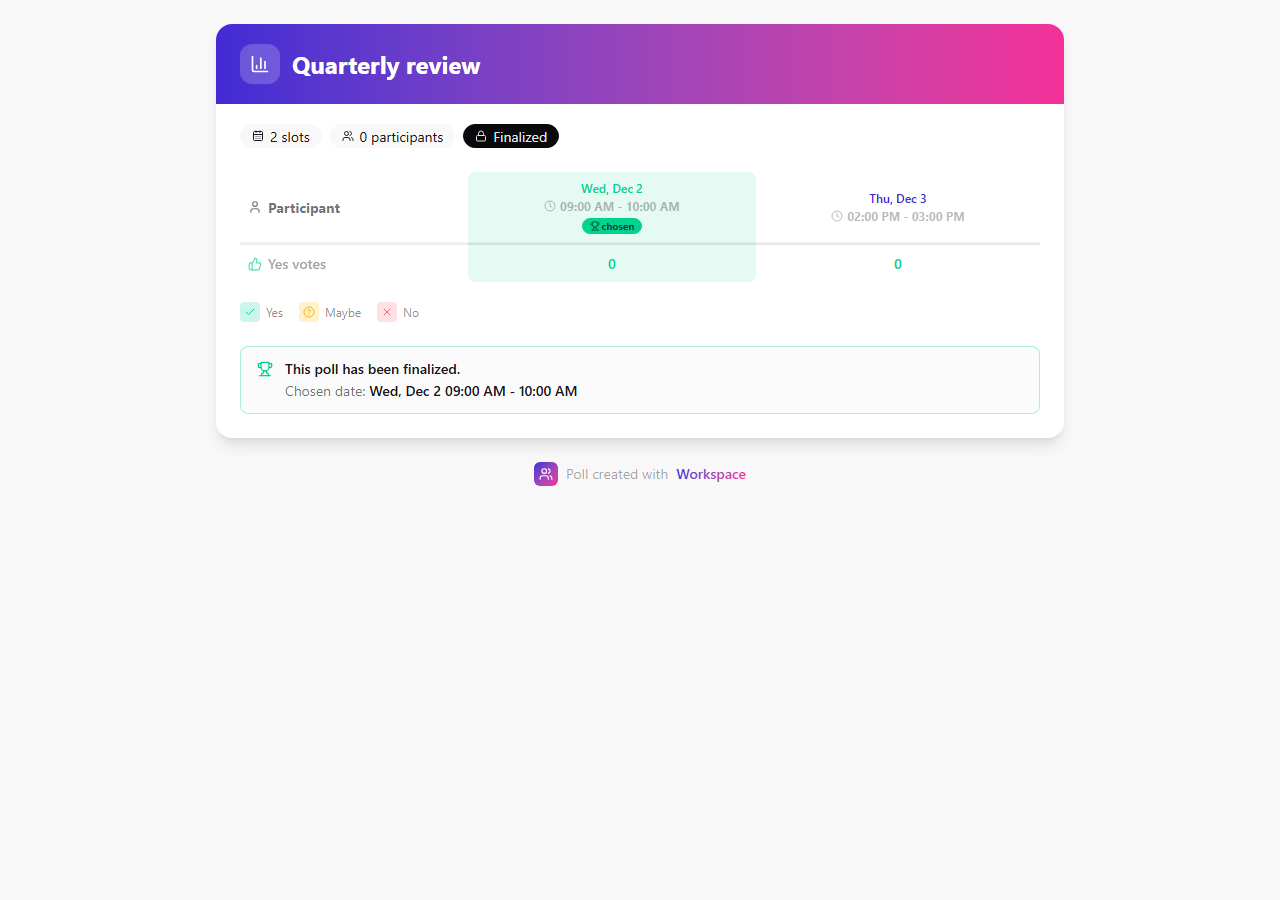 Quarterly review
2 slots
0 participants
Finalized
Participant
Wed, Dec 2
09:00 AM - 10:00 AM
chosen
Thu, Dec 3
02:00 PM - 03:00 PM
Yes votes
0
0
Yes
Maybe
No
This poll has been finalized.
Chosen date: Wed, Dec 2 09:00 AM - 10:00 AM
Poll created with Workspace